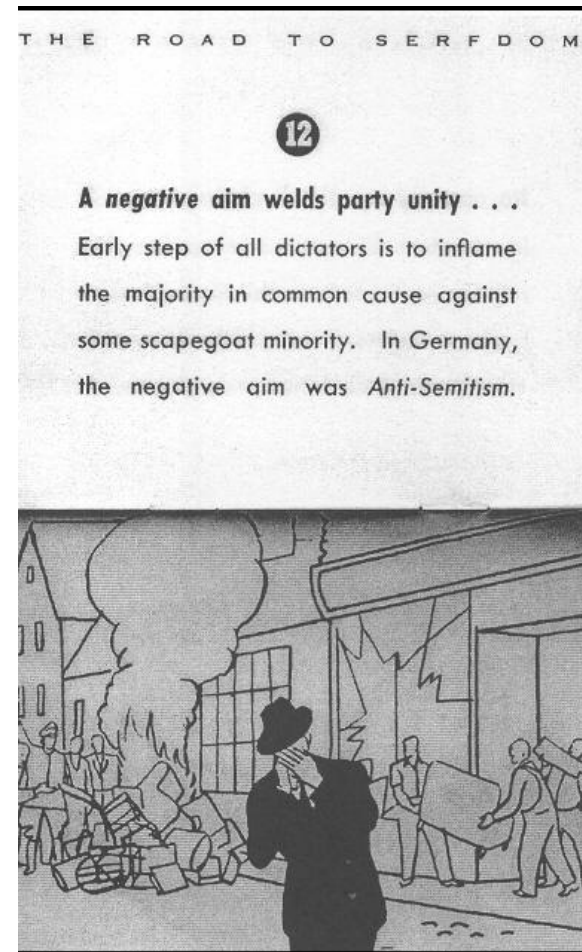 THE ROAD TO SERFDOM
12
A negative aim welds party unity . . .
Early step of all dictators is to inflame
the majority in common cause against
some scapegoat minority. In Germany,
the negative aim was Anti-Semitism.